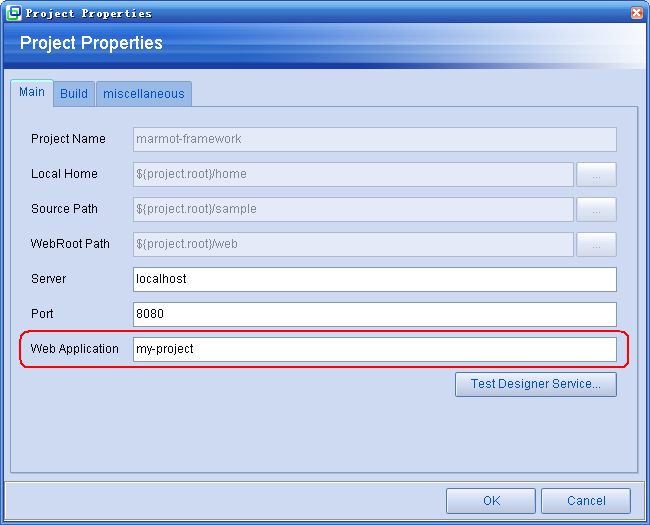 Project Properties
Project Properties
Main Build miscellaneous
Project Name marmot-framework
Local Home ${project.root}/home ...
Source Path ${project.root}/sample ...
WebRoot Path ${project.root}/web ...
Server localhost
Port 8080
Web Application my-project
Test Designer Service...
OK Cancel